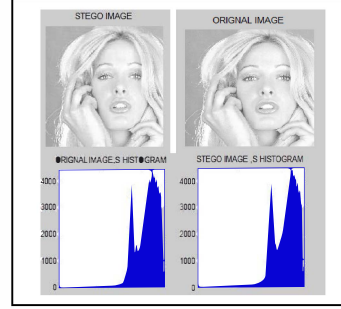 STEGO IMAGE
ORIGNAL IMAGE
ORIGNAL IMAGE,S HISTOGRAM
STEGO IMAGE ,S HISTOGRAM
4000
3000
2000
1000
0
4000
3000
2000
1000
0